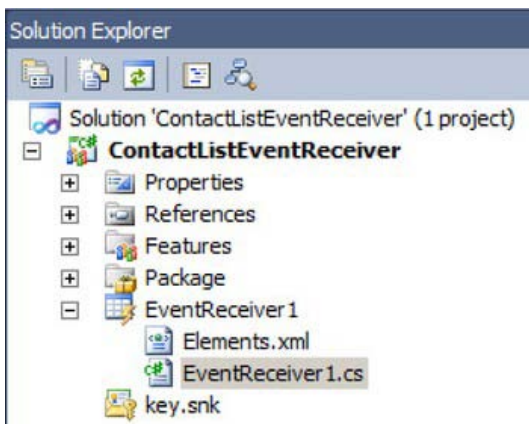 Solution Explorer
Solution 'ContactListEventReceiver' (1 project)
ContactListEventReceiver
Properties
References
Features
Package
EventReceiver1
Elements.xml
EventReceiver1.cs
key.snk